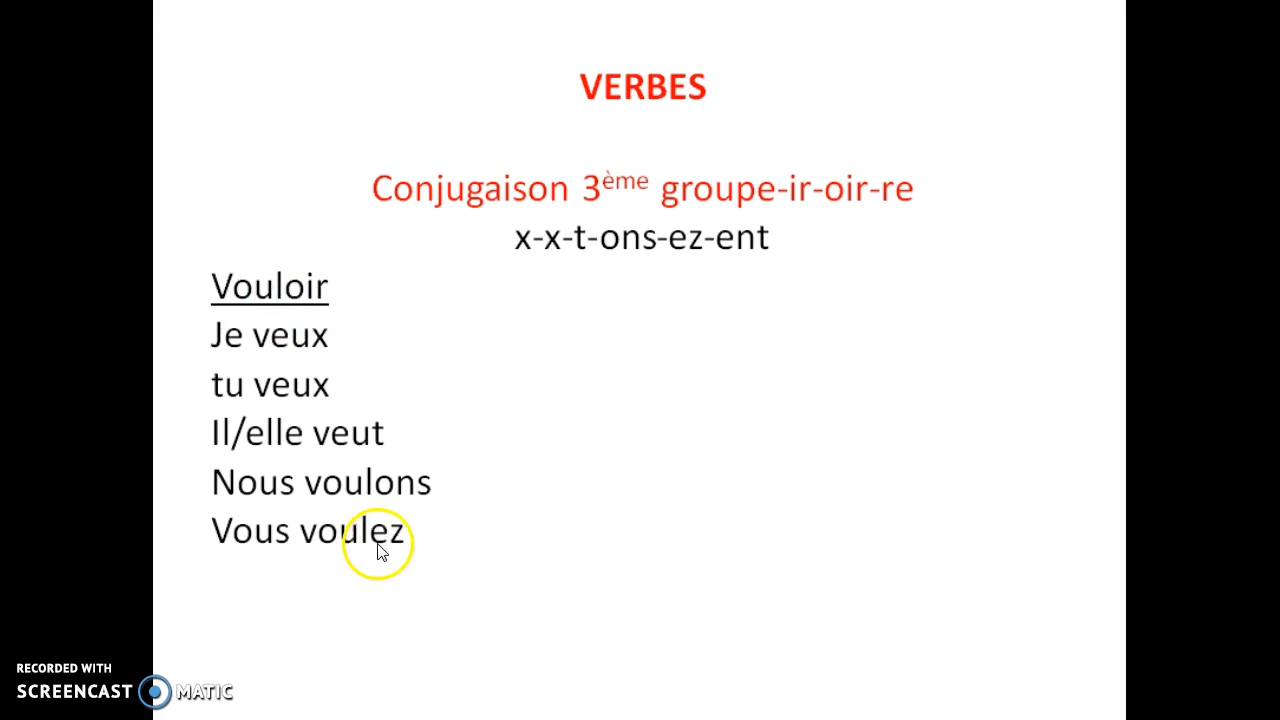 VERBES
Conjugaison 3ème groupe-ir-oir-re
x-x-t-ons-ez-ent
Vouloir
Je veux
tu veux
Il/elle veut
Nous voulons
Vous voulez
RECORDED WITH
SCREENCAST MATIC